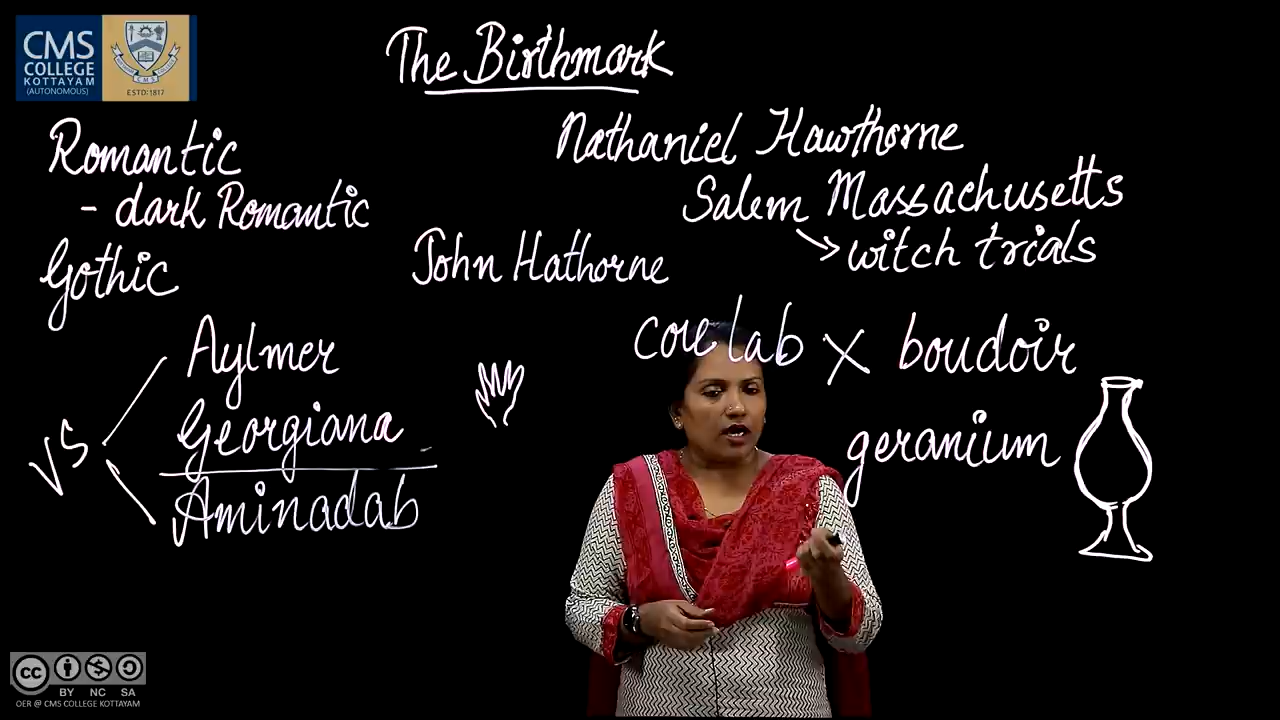 CMS
COLLEGE
KOTTAYAM
(AUTONOMOUS)
ESTD:1817
The Birthmark
Romantic
- dark Romantic
Gothic
Nathaniel Hawthorne
Salem Massachusetts
witch trials
John Hathorne
Aylmer
Georgiana
Aminadab
VS
lab X boudoir
geranium
cc
BY NC SA
OER @ CMS COLLEGE KOTTAYAM